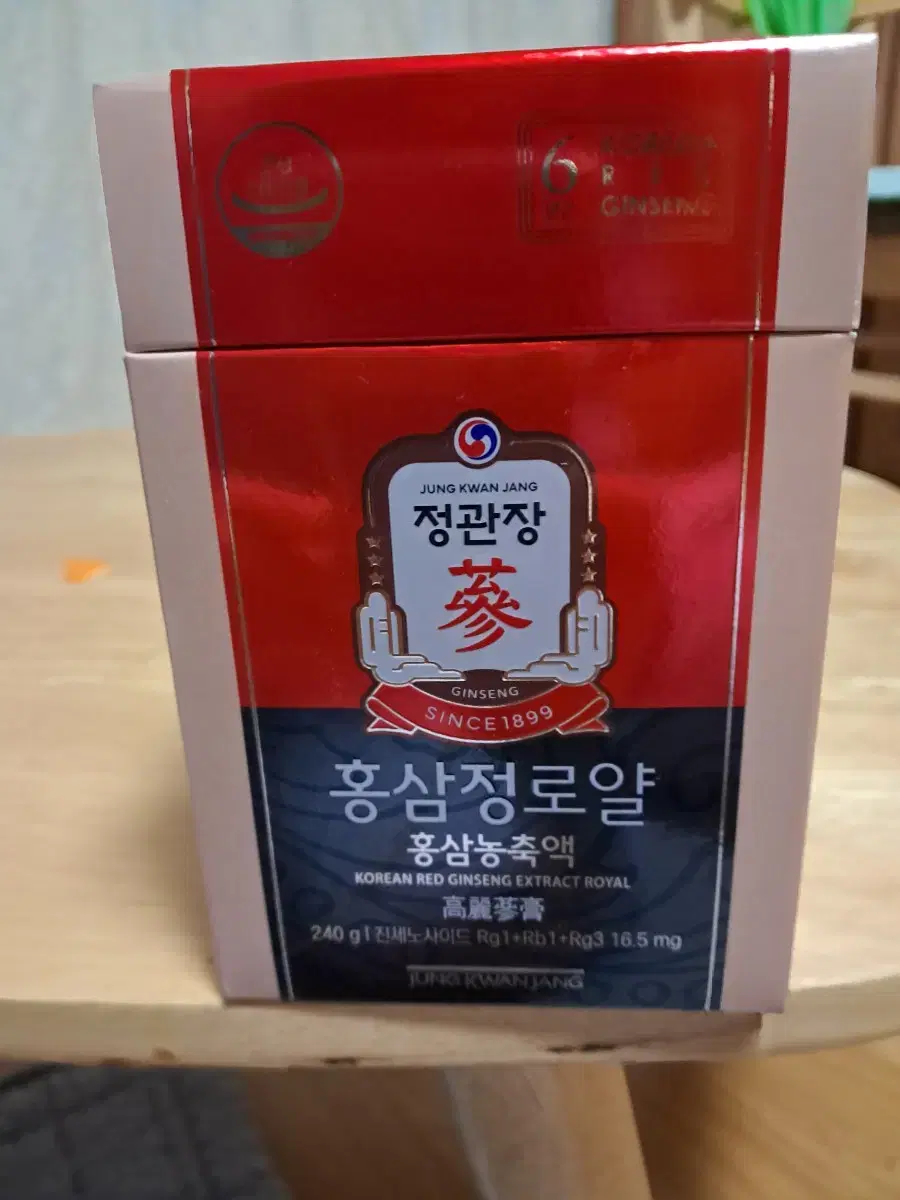 6
KOREAN
RED
GINSENG
JUNG KWAN JANG
정관장
蔘
GINSENG
SINCE 1899
홍삼정로얄
홍삼농축액
KOREAN RED GINSENG EXTRACT ROYAL
高麗蔘膏
240 g | 진세노사이드 Rg1+Rb1+Rg3 16.5 mg
JUNG KWAN JANG